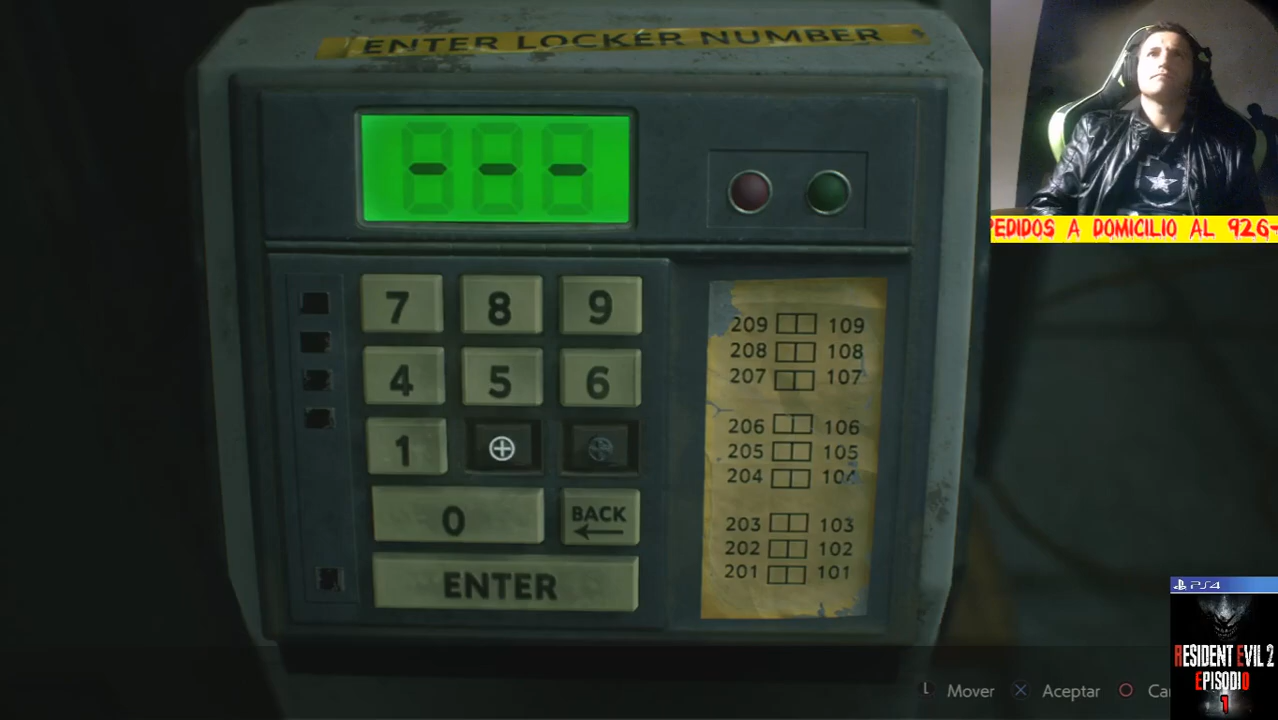 ENTER LOCKER NUMBER
---
7 8 9
4 5 6
1
0 BACK
ENTER
209 109
208 108
207 107
206 106
205 105
204 104
203 103
202 102
201 101
PEDIDOS A DOMICILIO AL 926-
PS4
RESIDENT EVIL 2
EPISODIO
1
L Mover Aceptar